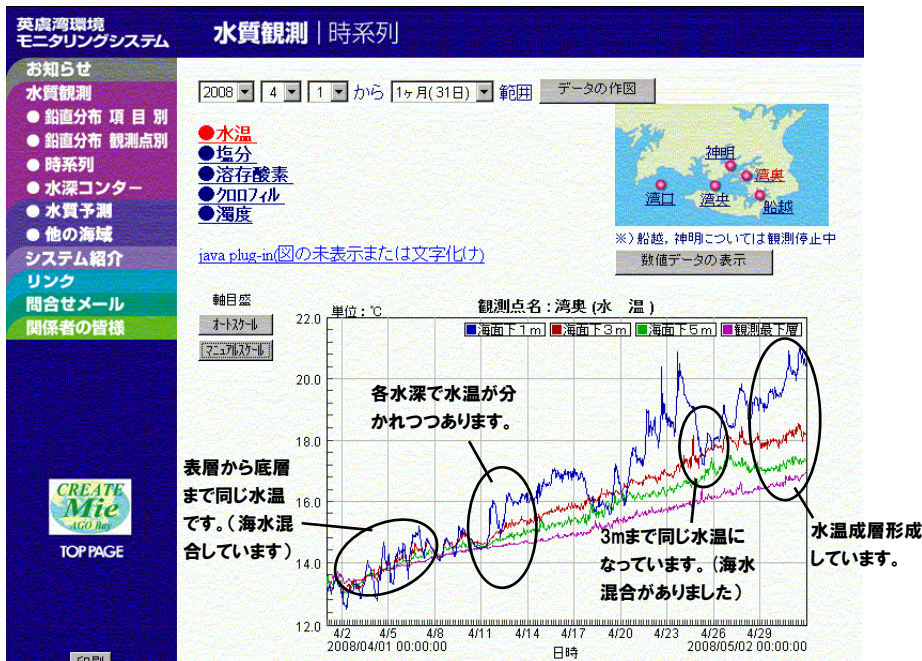 英虞湾環境
モニタリングシステム
水質観測｜時系列
お知らせ
水質観測
● 鉛直分布 項 目 別
● 鉛直分布 観測点別
● 時系列
● 水深コンター
● 水質予測
● 他の海域
システム紹介
リンク
問合せメール
関係者の皆様
CREATE
Mie
AGO Bay
TOP PAGE
印刷
2008 4 1 から 1ヶ月(31日) 範囲 データの作図
●水温
●塩分
●溶存酸素
●クロロフィル
●濁度
java plug-in(図の未表示または文字化け)
神明
湾奥
湾口
湾央
船越
※）船越，神明については観測停止中
数値データの表示
軸目盛
オートスケール
マニュアルスケール
単位：℃
観測点名：湾奥 (水　温 )
海面下１ｍ 海面下３ｍ 海面下５ｍ 観測最下層
22.0
20.0
18.0
16.0
14.0
12.0
各水深で水温が分
かれつつあります。
表層から底層
まで同じ水温
です。（海水混
合しています）
3mまで同じ水温に
なっています。（海水
混合がありました）
水温成層形成
しています。
4/2 4/5 4/8 4/11 4/14 4/17 4/20 4/23 4/26 4/29
2008/04/01 00:00:00 2008/05/02 00:00:00
日時